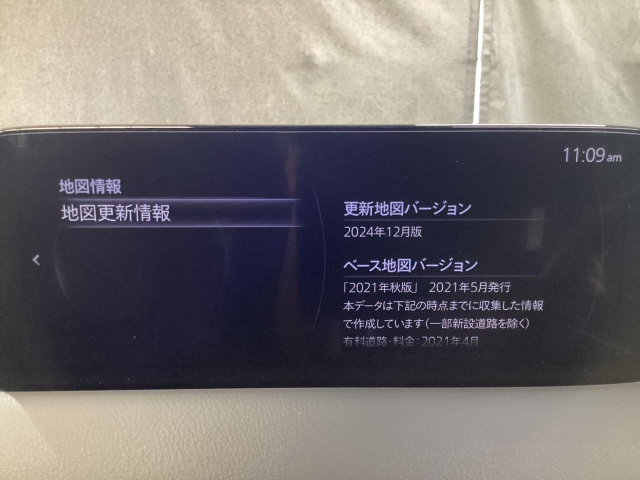 11:09am
地図情報
地図更新情報
更新地図バージョン
2024年12月版
ベース地図バージョン
「2021年秋版」 2021年5月発行
本データは下記の時点までに収集した情報
で作成しています(一部新設道路を除く)
有料道路・料金:2021年4月